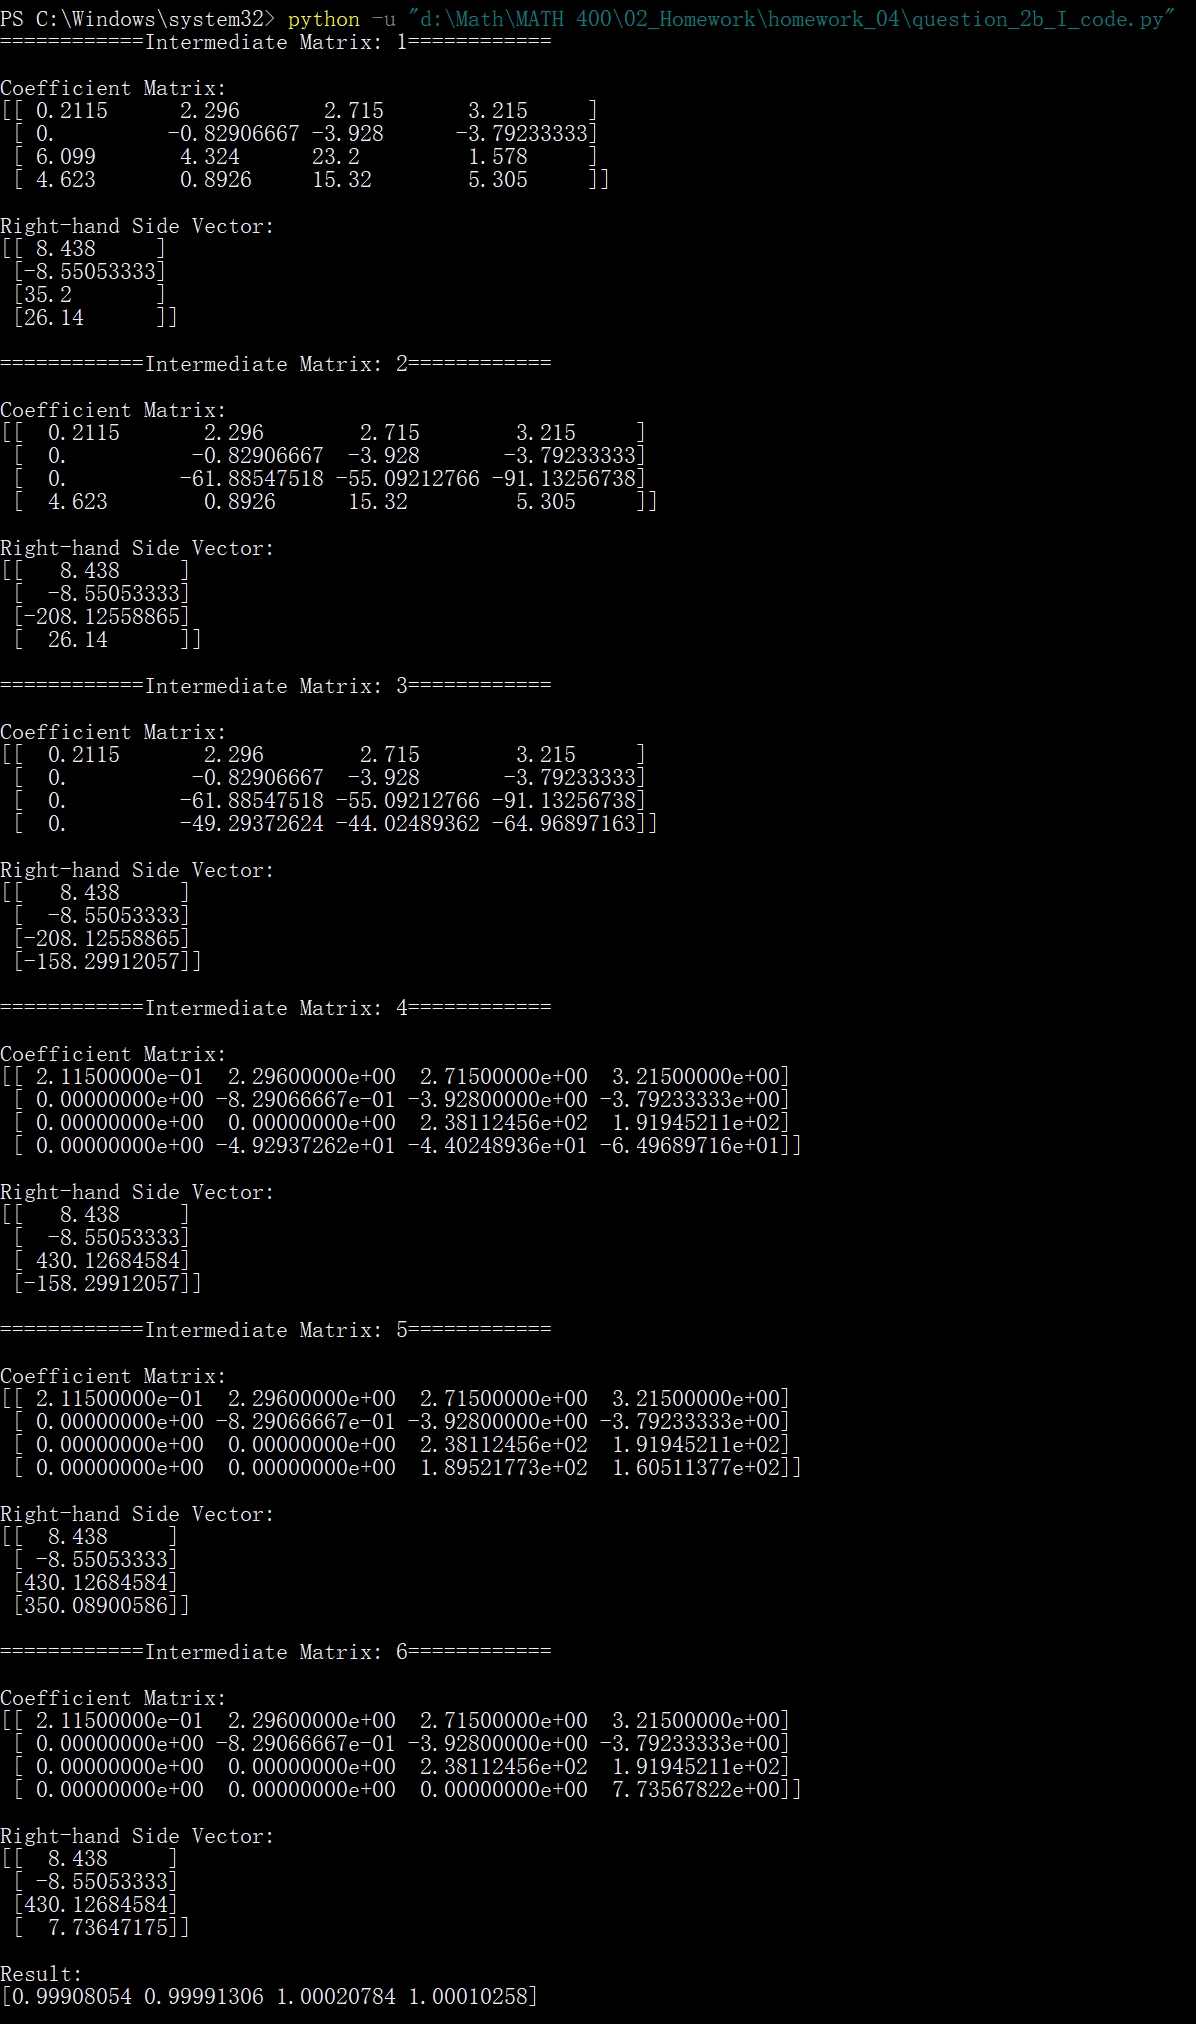 PS C:\Windows\system32> python -u "d:\Math\MATH 400\02_Homework\homework_04\question_2b_I_code.py"
============Intermediate Matrix: 1============
Coefficient Matrix:
[[ 0.2115      2.296       2.715       3.215     ]
 [ 0.         -0.82906667 -3.928      -3.79233333]
 [ 6.099       4.324      23.2         1.578     ]
 [ 4.623       0.8926     15.32        5.305     ]]
Right-hand Side Vector:
[[ 8.438     ]
 [-8.55053333]
 [35.2       ]
 [26.14      ]]
============Intermediate Matrix: 2============
Coefficient Matrix:
[[  0.2115       2.296        2.715        3.215     ]
 [  0.          -0.82906667  -3.928       -3.79233333]
 [  0.         -61.88547518 -55.09212766 -91.13256738]
 [  4.623        0.8926      15.32         5.305     ]]
Right-hand Side Vector:
[[   8.438     ]
 [  -8.55053333]
 [-208.12558865]
 [  26.14      ]]
============Intermediate Matrix: 3============
Coefficient Matrix:
[[  0.2115       2.296        2.715        3.215     ]
 [  0.          -0.82906667  -3.928       -3.79233333]
 [  0.         -61.88547518 -55.09212766 -91.13256738]
 [  0.         -49.29372624 -44.02489362 -64.96897163]]
Right-hand Side Vector:
[[   8.438     ]
 [  -8.55053333]
 [-208.12558865]
 [-158.29912057]]
============Intermediate Matrix: 4============
Coefficient Matrix:
[[ 2.11500000e-01  2.29600000e+00  2.71500000e+00  3.21500000e+00]
 [ 0.00000000e+00 -8.29066667e-01 -3.92800000e+00 -3.79233333e+00]
 [ 0.00000000e+00  0.00000000e+00  2.38112456e+02  1.91945211e+02]
 [ 0.00000000e+00 -4.92937262e+01 -4.40248936e+01 -6.49689716e+01]]
Right-hand Side Vector:
[[   8.438     ]
 [  -8.55053333]
 [ 430.12684584]
 [-158.29912057]]
============Intermediate Matrix: 5============
Coefficient Matrix:
[[ 2.11500000e-01  2.29600000e+00  2.71500000e+00  3.21500000e+00]
 [ 0.00000000e+00 -8.29066667e-01 -3.92800000e+00 -3.79233333e+00]
 [ 0.00000000e+00  0.00000000e+00  2.38112456e+02  1.91945211e+02]
 [ 0.00000000e+00  0.00000000e+00  1.89521773e+02  1.60511377e+02]]
Right-hand Side Vector:
[[  8.438     ]
 [ -8.55053333]
 [430.12684584]
 [350.08900586]]
============Intermediate Matrix: 6============
Coefficient Matrix:
[[ 2.11500000e-01  2.29600000e+00  2.71500000e+00  3.21500000e+00]
 [ 0.00000000e+00 -8.29066667e-01 -3.92800000e+00 -3.79233333e+00]
 [ 0.00000000e+00  0.00000000e+00  2.38112456e+02  1.91945211e+02]
 [ 0.00000000e+00  0.00000000e+00  0.00000000e+00  7.73567822e+00]]
Right-hand Side Vector:
[[  8.438     ]
 [ -8.55053333]
 [430.12684584]
 [  7.73647175]]
Result:
[0.99908054 0.99991306 1.00020784 1.00010258]